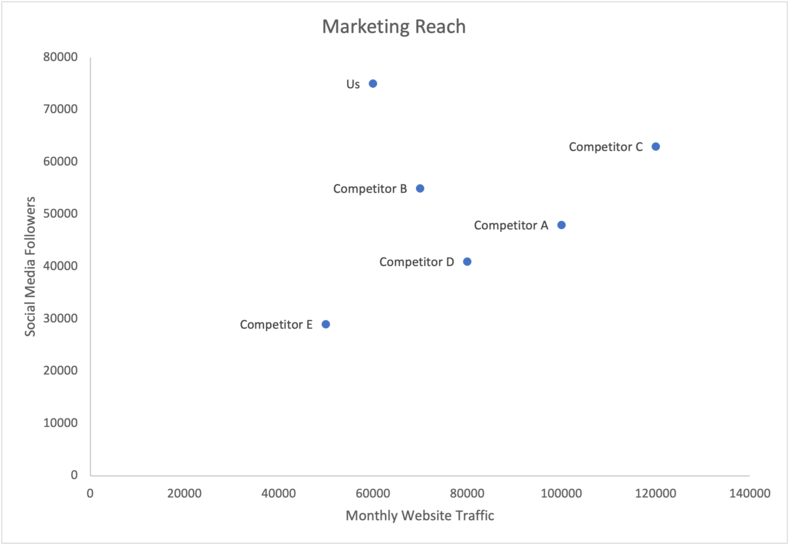 Marketing Reach
80000
70000
60000
50000
40000
30000
20000
10000
0
Social Media Followers
Us
Competitor C
Competitor B
Competitor A
Competitor D
Competitor E
0 20000 40000 60000 80000 100000 120000 140000
Monthly Website Traffic